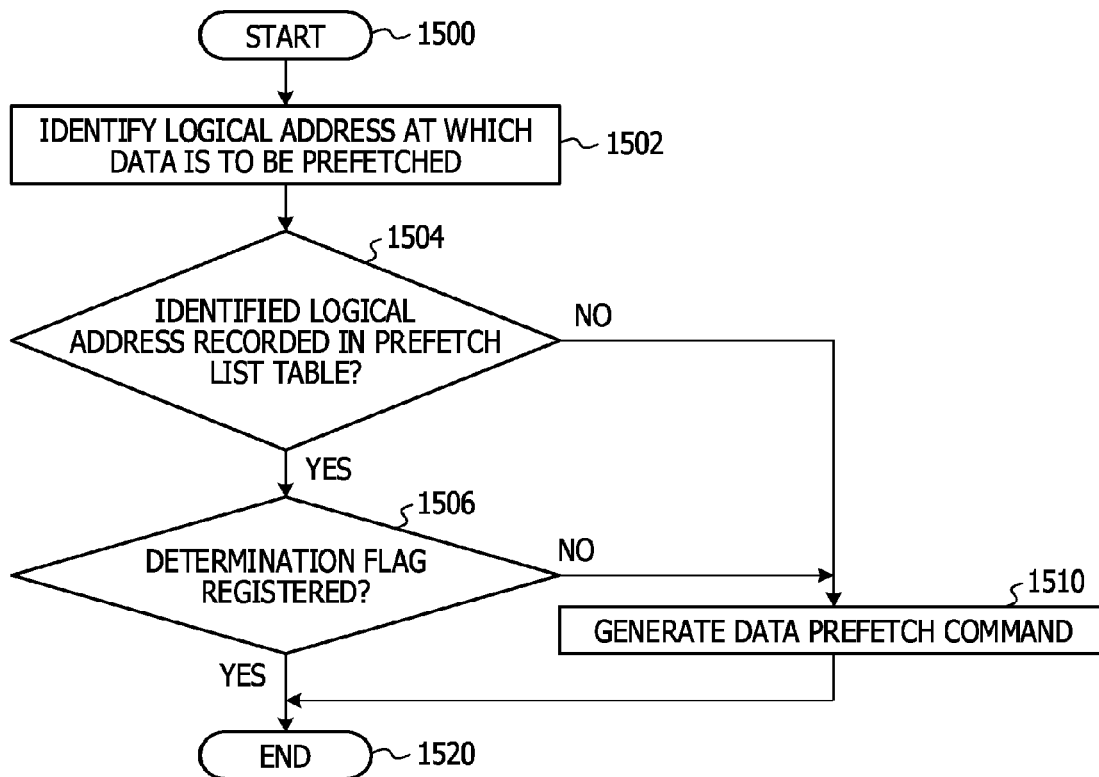 START
1500
IDENTIFY LOGICAL ADDRESS AT WHICH
DATA IS TO BE PREFETCHED
1502
1504
IDENTIFIED LOGICAL
ADDRESS RECORDED IN PREFETCH
LIST TABLE?
NO
YES
1506
DETERMINATION FLAG
REGISTERED?
NO
1510
GENERATE DATA PREFETCH COMMAND
YES
END
1520